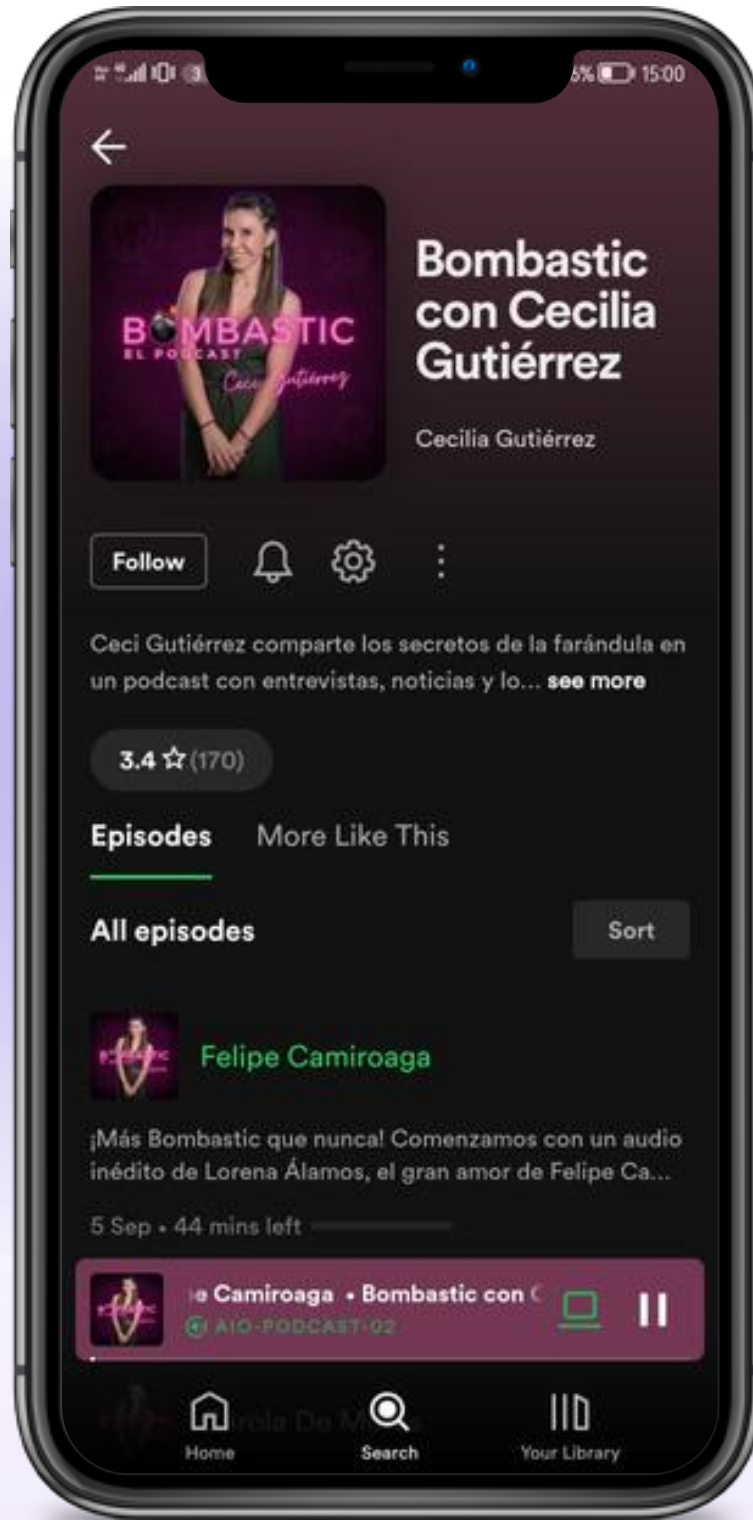 15:00
BOMBASTIC
EL PODCAST
Ceci Gutiérrez
Bombastic
con Cecilia
Gutiérrez
Cecilia Gutiérrez
Follow
Ceci Gutiérrez comparte los secretos de la farándula en
un podcast con entrevistas, noticias y lo... see more
3.4 (170)
Episodes More Like This
All episodes
Sort
Felipe Camiroaga
¡Más Bombastic que nunca! Comenzamos con un audio
inédito de Lorena Álamos, el gran amor de Felipe Ca...
5 Sep • 44 mins left
Camiroaga • Bombastic con
AIO-PODCAST-02
Home Search Your Library